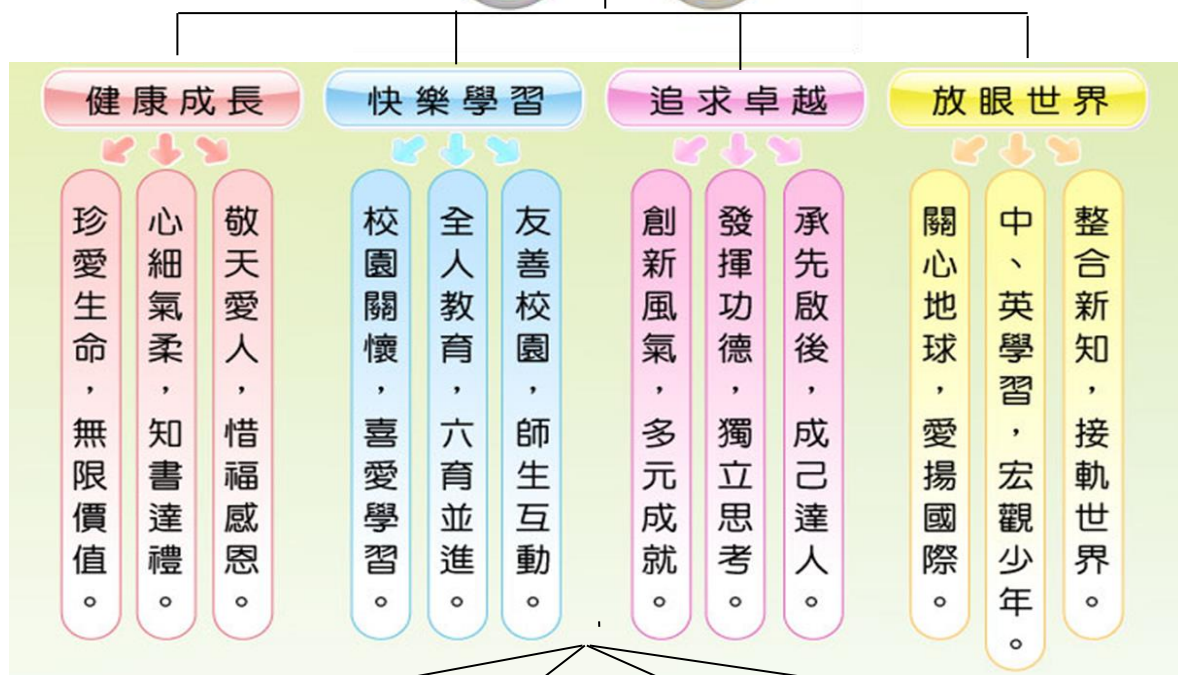 健康成長
珍愛生命，無限價值。
心細氣柔，知書達禮。
敬天愛人，惜福感恩。
快樂學習
校園關懷，喜愛學習。
全人教育，六育並進。
友善校園，師生互動。
追求卓越
創新風氣，多元成就。
發揮功德，獨立思考。
承先啟後，成己達人。
放眼世界
關心地球，愛揚國際。
中、英學習，宏觀少年。
整合新知，接軌世界。